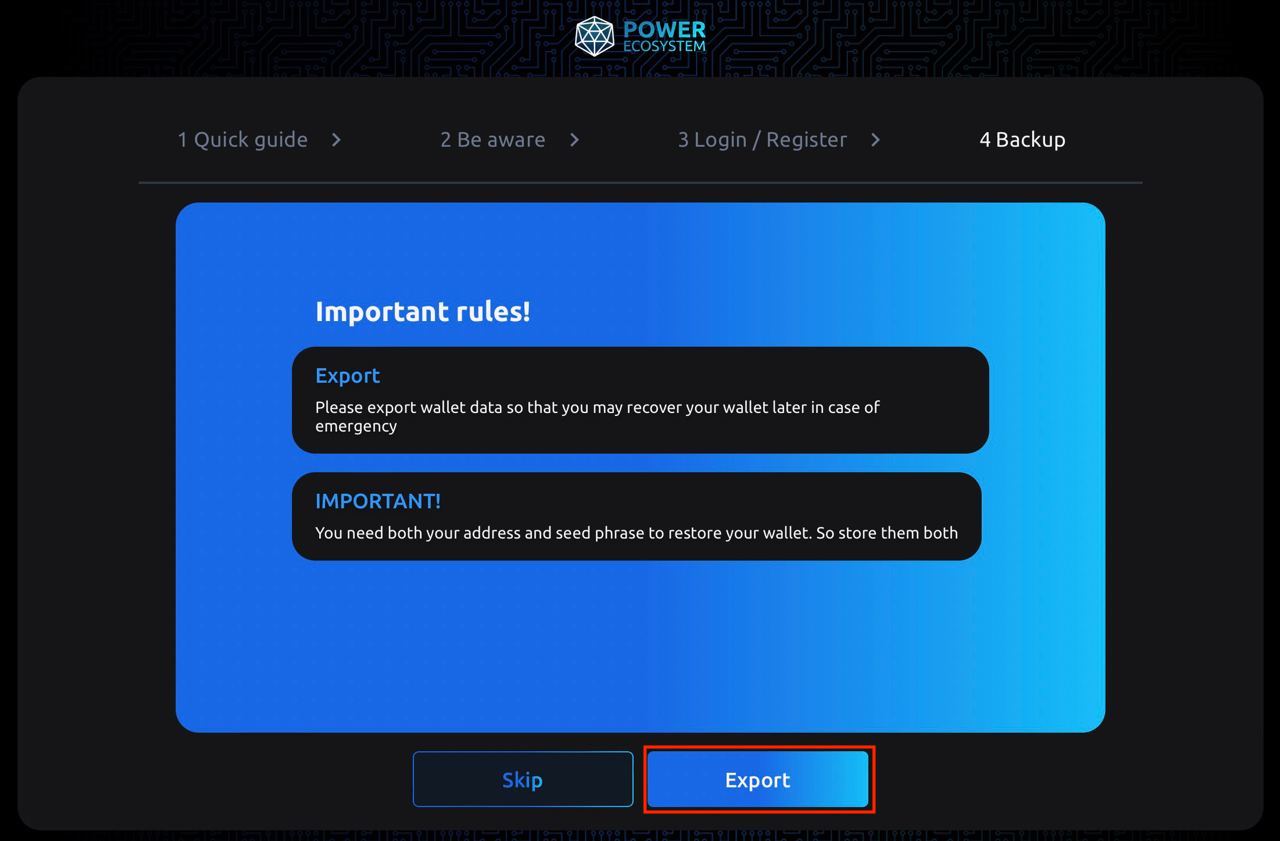 POWER
ECOSYSTEM
1 Quick guide
2 Be aware
3 Login / Register
4 Backup
Important rules!
Export
Please export wallet data so that you may recover your wallet later in case of
emergency
IMPORTANT!
You need both your address and seed phrase to restore your wallet. So store them both
Skip
Export